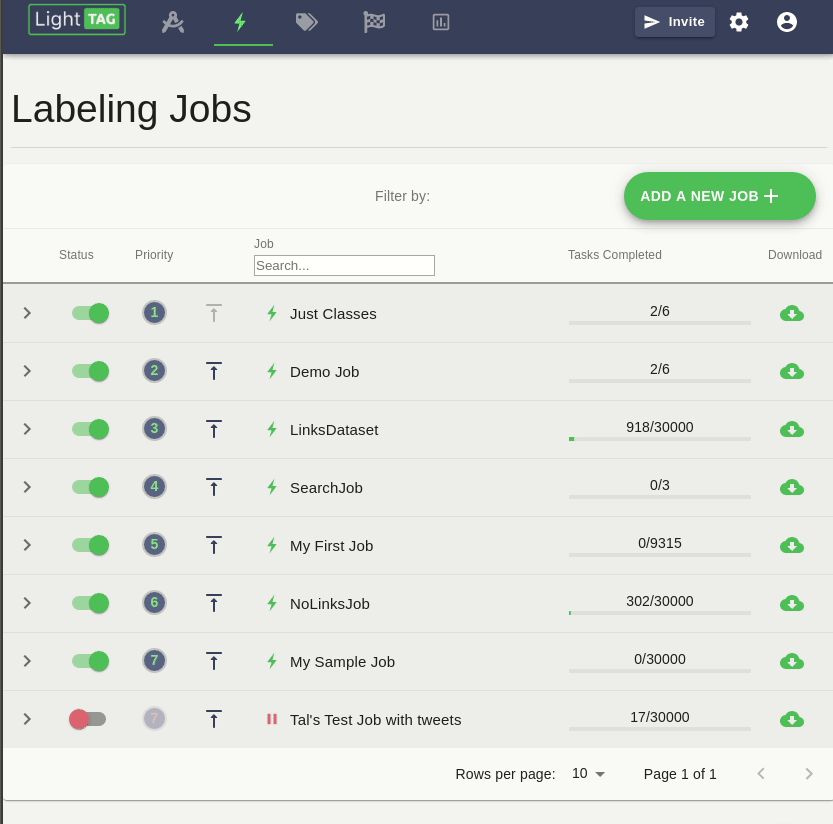 Light TAG
Invite
Labeling Jobs
Filter by:
ADD A NEW JOB
Status Priority Job Tasks Completed Download
Search...
1 Just Classes 2/6
2 Demo Job 2/6
3 LinksDataset 918/30000
4 SearchJob 0/3
5 My First Job 0/9315
6 NoLinksJob 302/30000
7 My Sample Job 0/30000
7 Tal's Test Job with tweets 17/30000
Rows per page: 10 Page 1 of 1